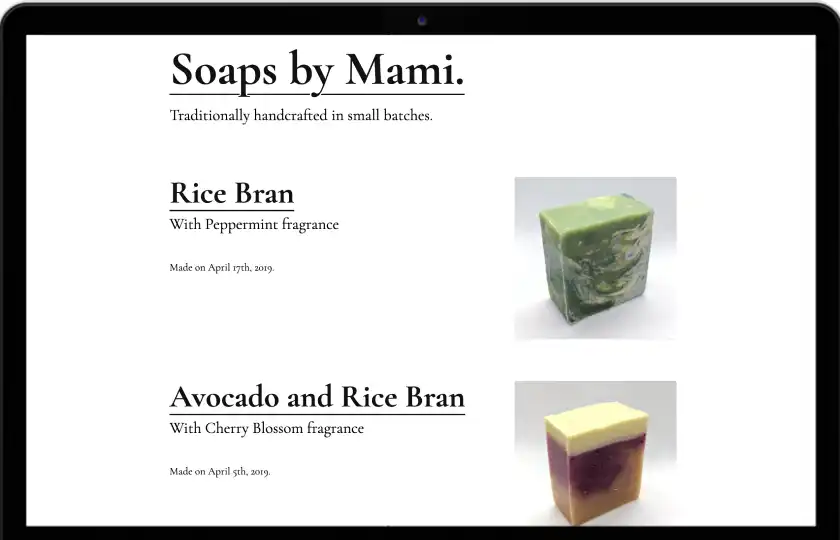 Soaps by Mami.
Traditionally handcrafted in small batches.
Rice Bran
With Peppermint fragrance
Made on April 17th, 2019.
Avocado and Rice Bran
With Cherry Blossom fragrance
Made on April 5th, 2019.